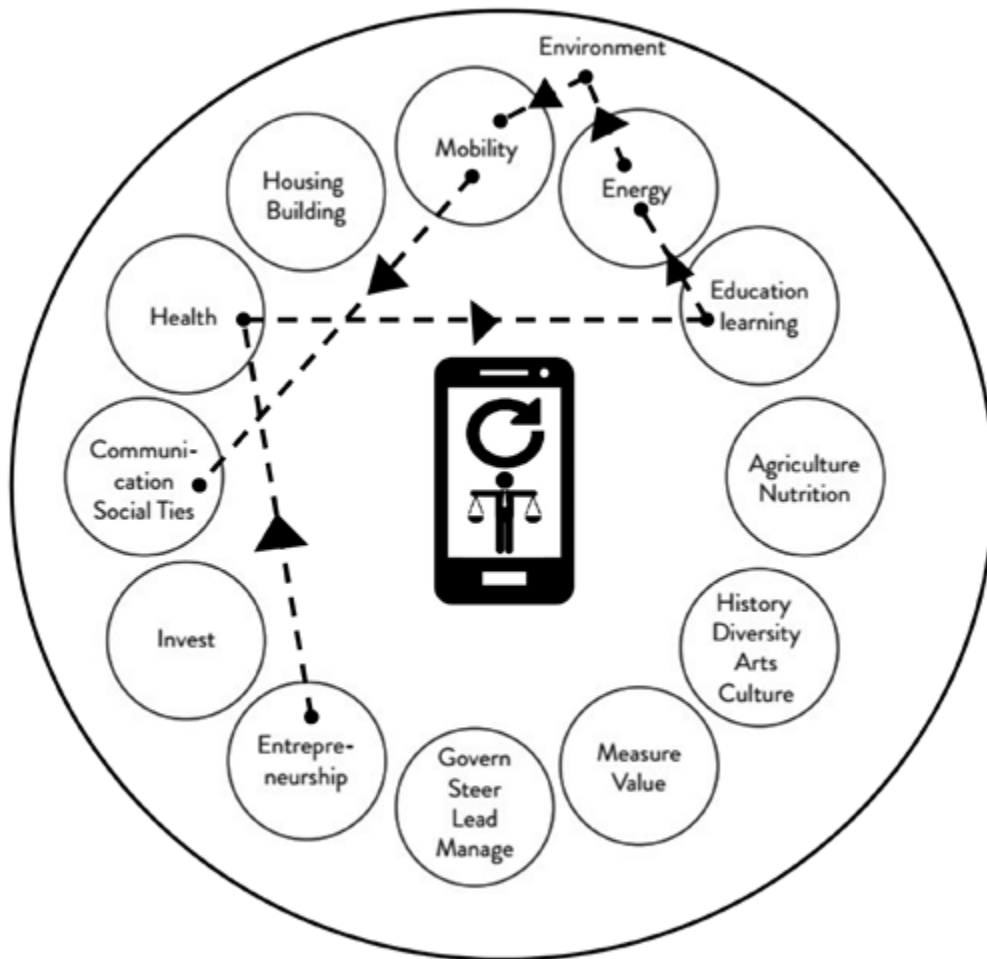 Environment
Mobility
Energy
Housing
Building
Health
Education
learning
Communi-
cation
Social Ties
Agriculture
Nutrition
Invest
History
Diversity
Arts
Culture
Entrepre-
neurship
Govern
Steer
Lead
Manage
Measure
Value